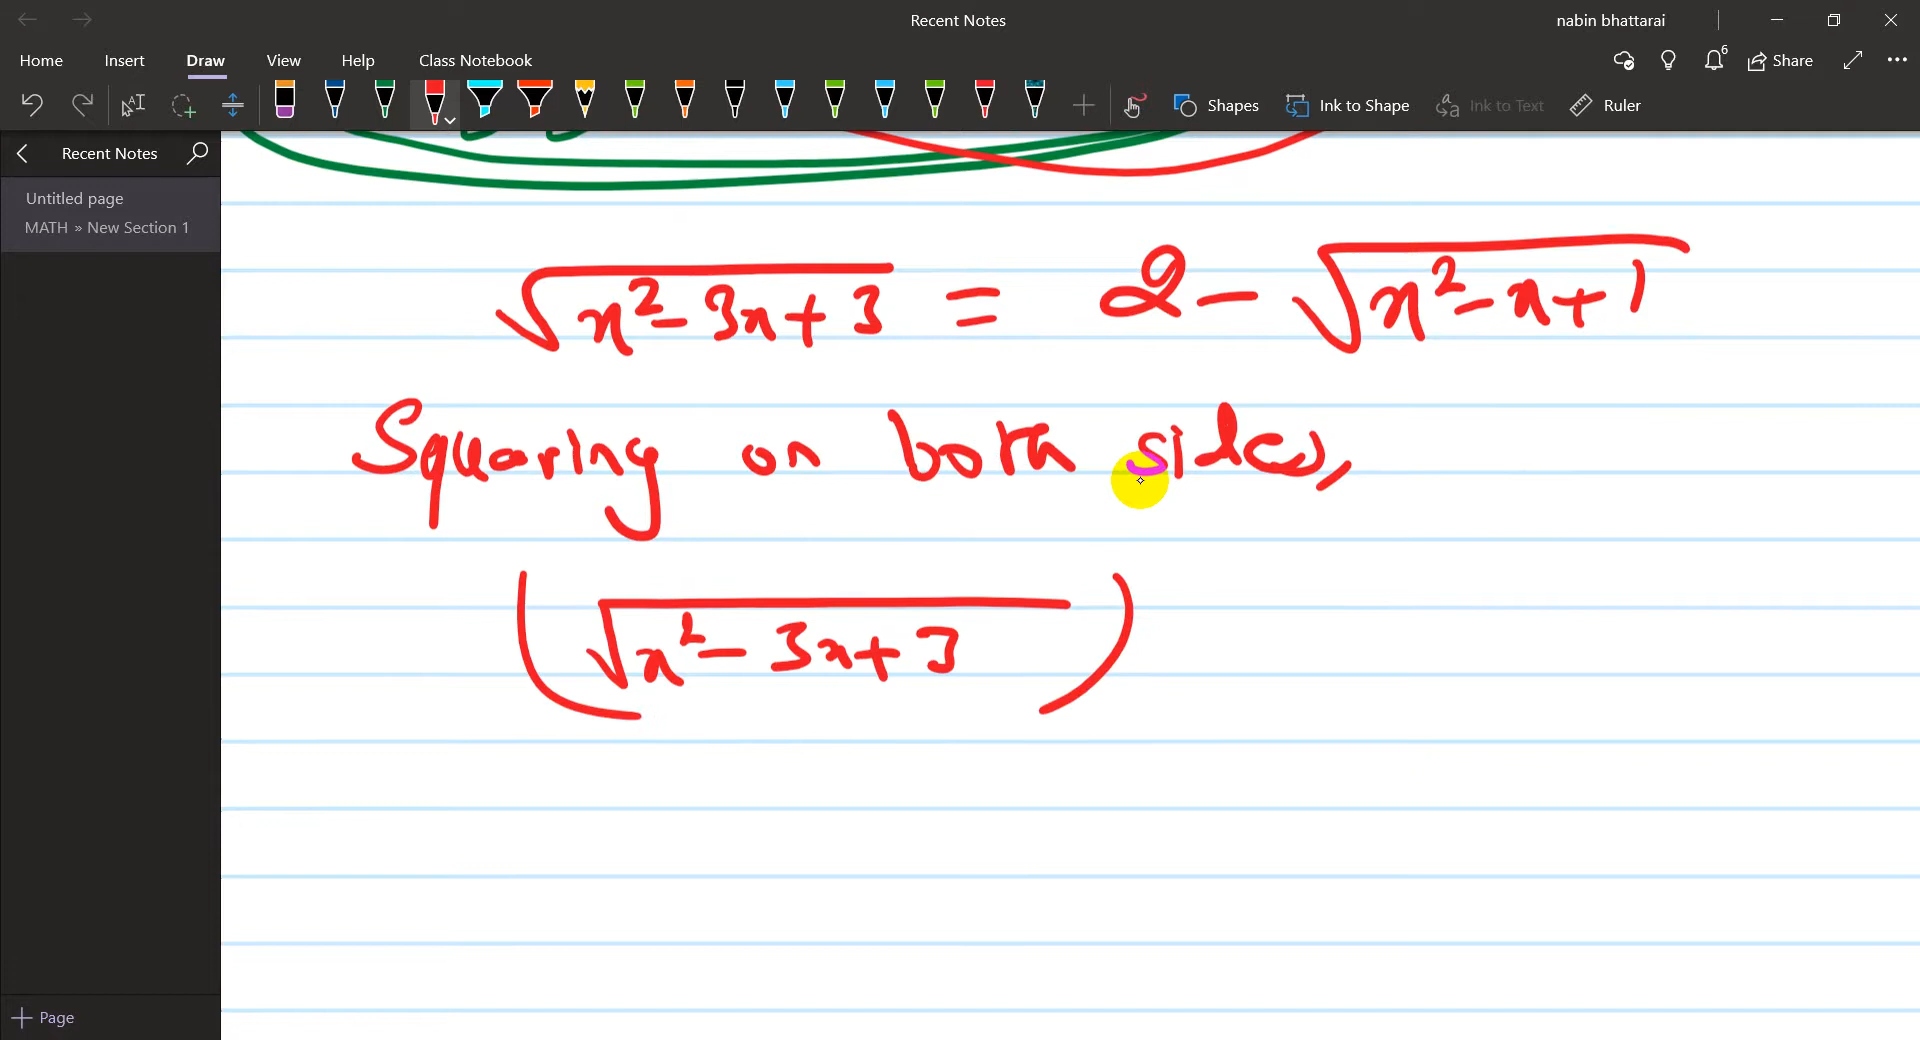 Recent Notes
nabin bhattarai
Home Insert Draw View Help Class Notebook
6
Share
Shapes Ink to Shape Ink to Text Ruler
Recent Notes
Untitled page
MATH » New Section 1
√(x² - 3x + 3) = 2 - √(x² - x + 1)
Squaring on both sides,
(√(x² - 3x + 3))
Page